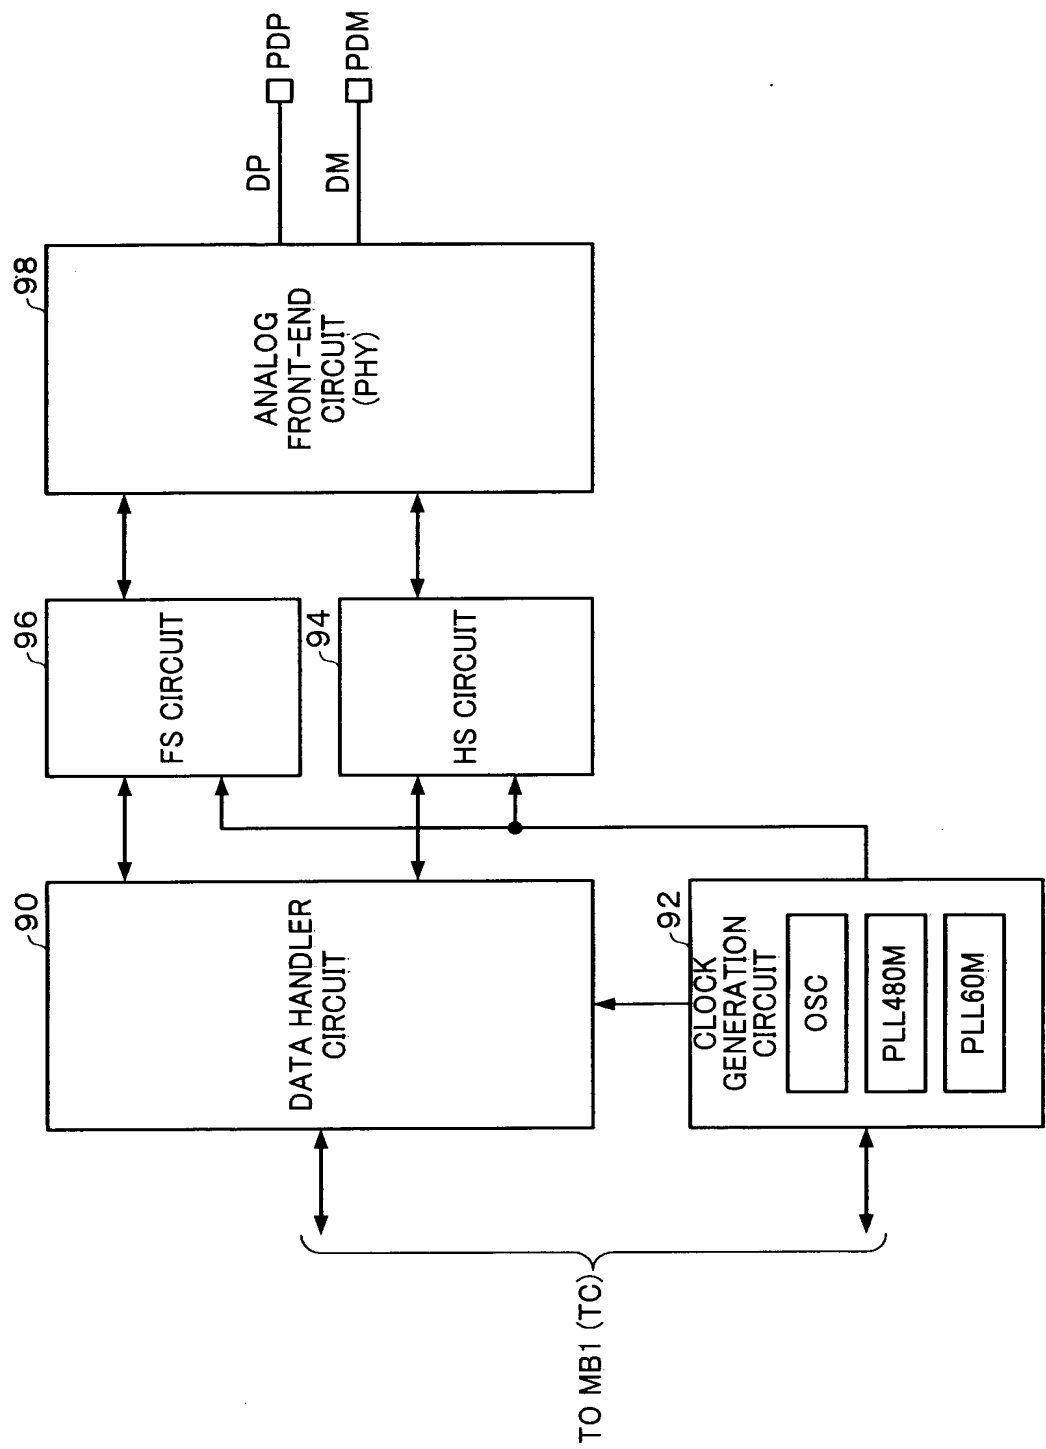 TO MB1 (TC)
90
DATA HANDLER
CIRCUIT
92
CLOCK
GENERATION
CIRCUIT
OSC
PLL480M
PLL60M
96
FS CIRCUIT
94
HS CIRCUIT
98
ANALOG
FRONT-END
CIRCUIT
(PHY)
DP
PDP
DM
PDM